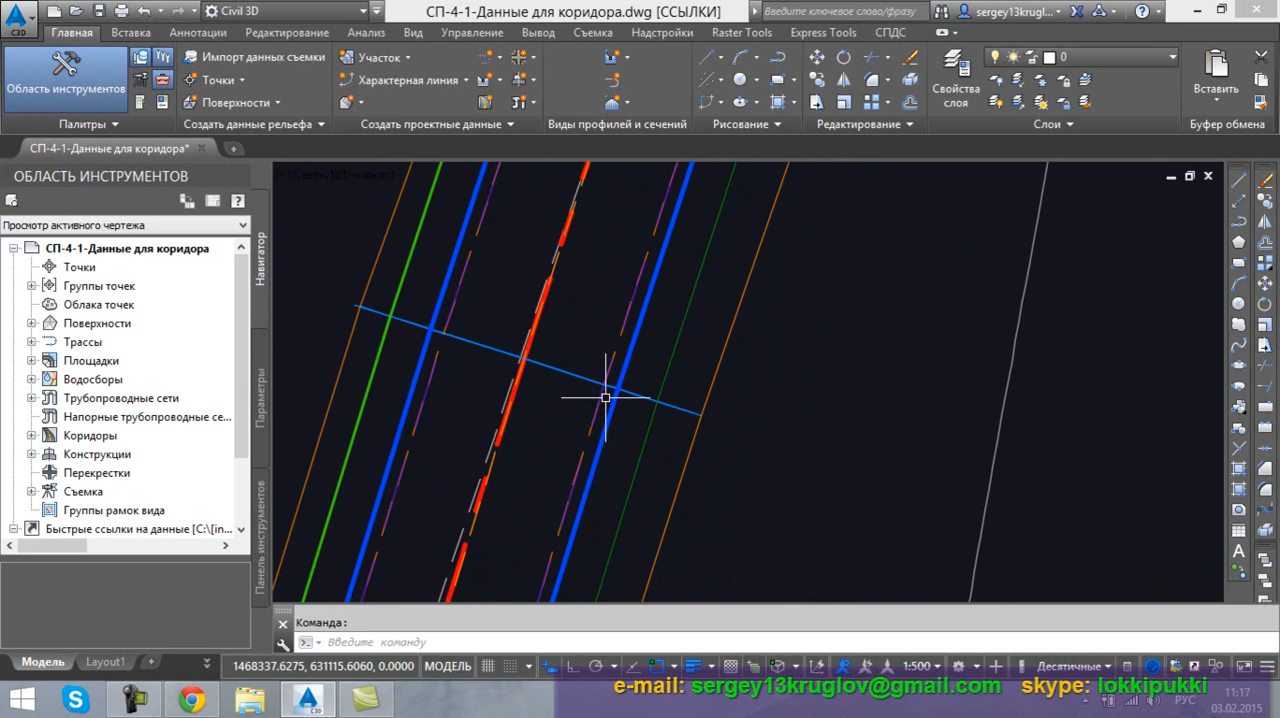 C3D
Civil 3D
СП-4-1-Данные для коридора.dwg [ССЫЛКИ]
Введите ключевое слово/фразу
sergey13kruglov...
Главная Вставка Аннотации Редактирование Анализ Вид Управление Вывод Съемка Надстройки Raster Tools Express Tools СПДС
Область инструментов
Импорт данных съемки
Точки
Поверхности
Участок
Характерная линия
Свойства слоя
0
Вставить
Палитры
Создать данные рельефа
Создать проектные данные
Виды профилей и сечений
Рисование
Редактирование
Слои
Буфер обмена
СП-4-1-Данные для коридора*
ОБЛАСТЬ ИНСТРУМЕНТОВ
Просмотр активного чертежа
СП-4-1-Данные для коридора
Точки
Группы точек
Облака точек
Поверхности
Трассы
Площадки
Водосборы
Трубопроводные сети
Напорные трубопроводные се...
Коридоры
Конструкции
Перекрестки
Съемка
Группы рамок вида
Быстрые ссылки на данные [C:\[in...
Навигатор
Параметры
Панель инструментов
Команда:
Введите команду
Модель Layout1
1468337.6275, 631115.6060, 0.0000 МОДЕЛЬ
1:500
Десятичные
e-mail: sergey13kruglov@gmail.com skype: lokkipukki
РУС
11:17
03.02.2015